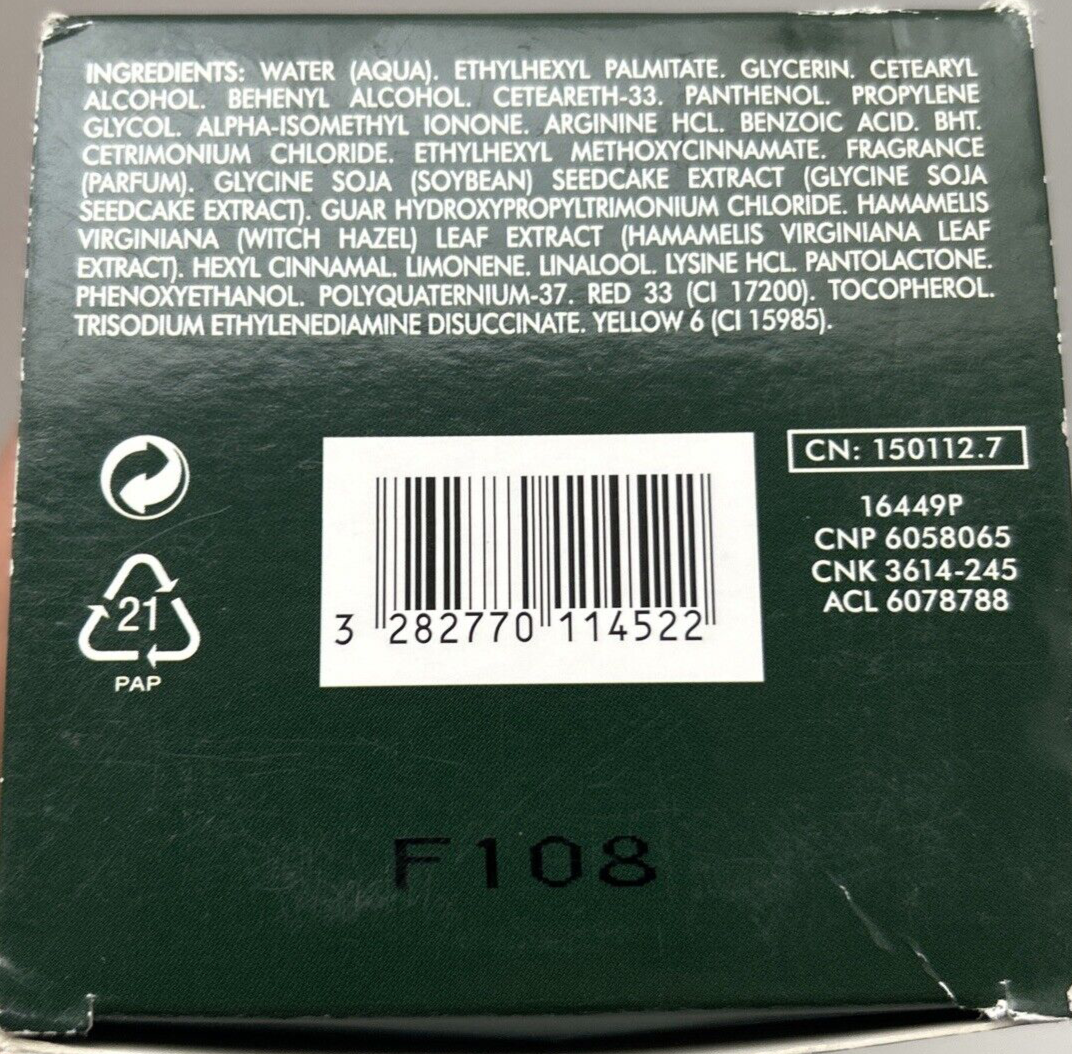 INGREDIENTS: WATER (AQUA). ETHYLHEXYL PALMITATE. GLYCERIN. CETEARYL
ALCOHOL. BEHENYL ALCOHOL. CETEARETH-33. PANTHENOL. PROPYLENE
GLYCOL. ALPHA-ISOMETHYL IONONE. ARGININE HCL. BENZOIC ACID. BHT.
CETRIMONIUM CHLORIDE. ETHYLHEXYL METHOXYCINNAMATE. FRAGRANCE
(PARFUM). GLYCINE SOJA (SOYBEAN) SEEDCAKE EXTRACT (GLYCINE SOJA
SEEDCAKE EXTRACT). GUAR HYDROXYPROPYLTRIMONIUM CHLORIDE. HAMAMELIS
VIRGINIANA (WITCH HAZEL) LEAF EXTRACT (HAMAMELIS VIRGINIANA LEAF
EXTRACT). HEXYL CINNAMAL. LIMONENE. LINALOOL. LYSINE HCL. PANTOLACTONE.
PHENOXYETHANOL. POLYQUATERNIUM-37. RED 33 (CI 17200). TOCOPHEROL.
TRISODIUM ETHYLENEDIAMINE DISUCCINATE. YELLOW 6 (CI 15985).
CN: 150112.7
16449P
CNP 6058065
CNK 3614-245
ACL 6078788
21
PAP
3 282770 114522
F108